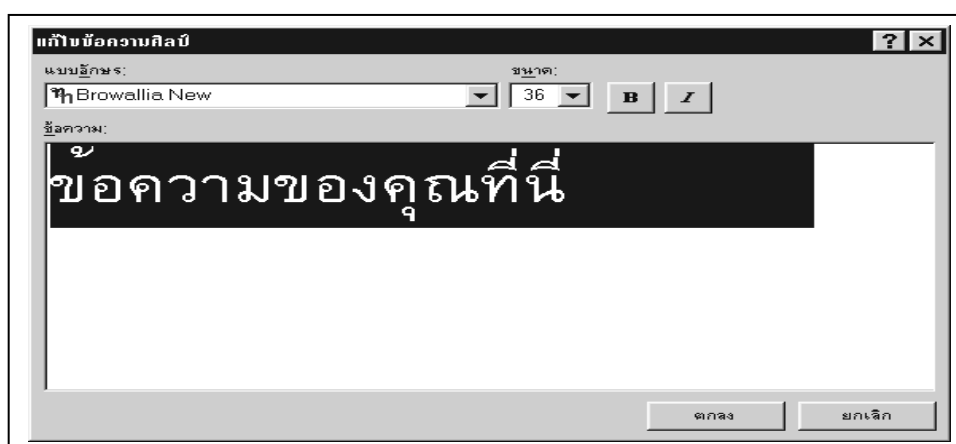 แก้ไขข้อความศิลป์
แบบอักษร: ขนาด:
Browallia New 36 B I
ข้อความ:
ข้อความของคุณที่นี่
ตกลง ยกเลิก